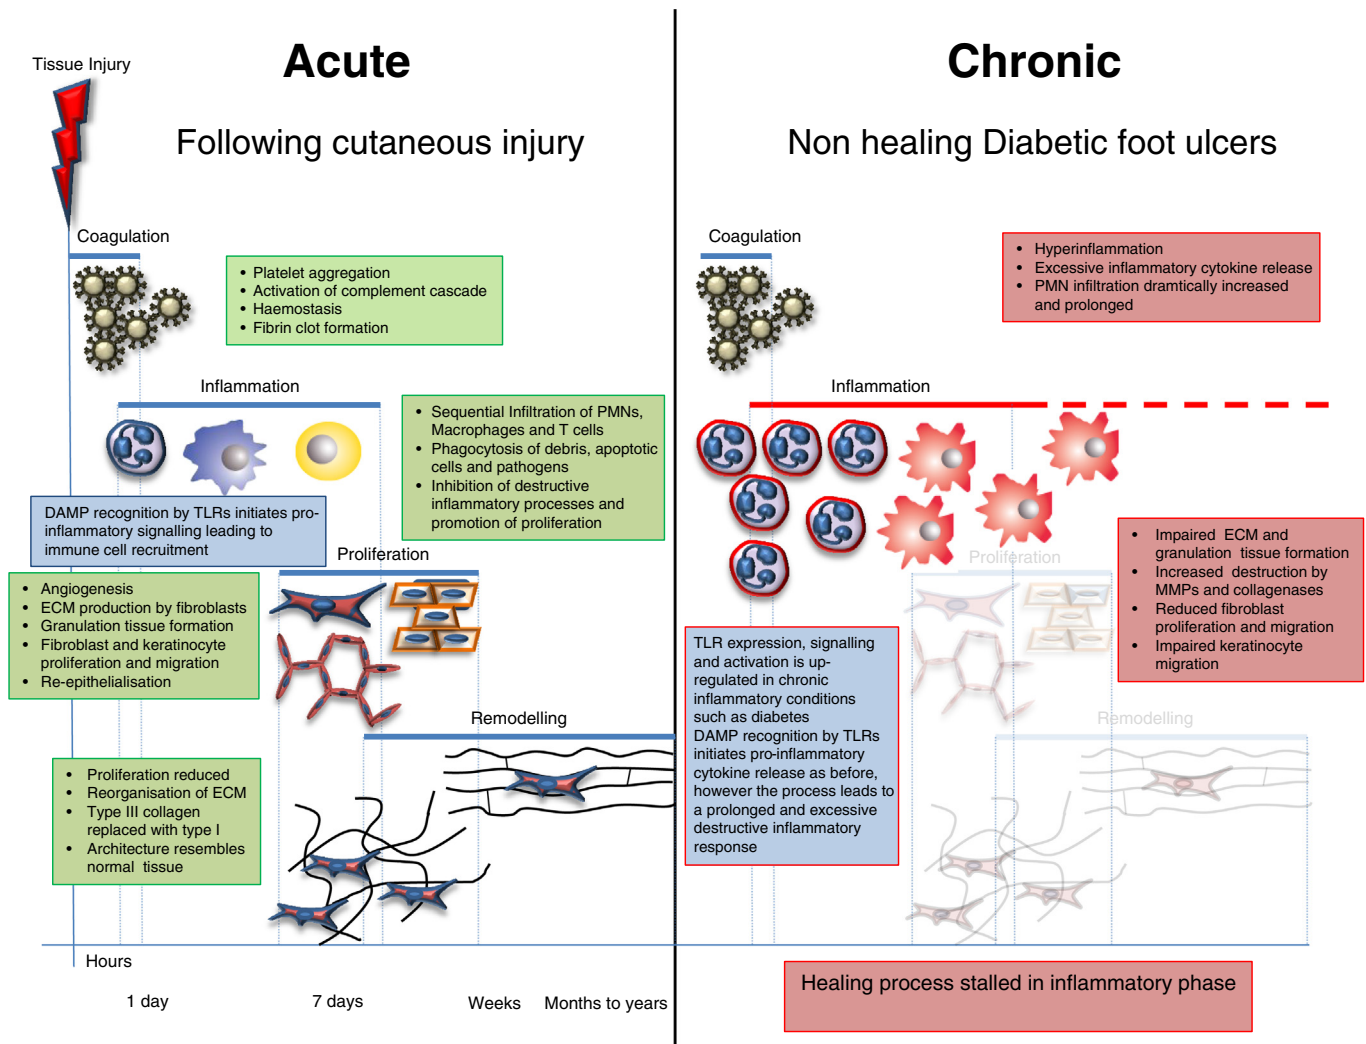 Acute
Tissue Injury
Following cutaneous injury
Coagulation
• Platelet aggregation
• Activation of complement cascade
• Haemostasis
• Fibrin clot formation
Inflammation
• Sequential Infiltration of PMNs,
Macrophages and T cells
• Phagocytosis of debris, apoptotic
cells and pathogens
• Inhibition of destructive
inflammatory processes and
promotion of proliferation
DAMP recognition by TLRs initiates pro-
inflammatory signalling leading to
immune cell recruitment
Proliferation
• Angiogenesis
• ECM production by fibroblasts
• Granulation tissue formation
• Fibroblast and keratinocyte
proliferation and migration
• Re-epithelialisation
Remodelling
• Proliferation reduced
• Reorganisation of ECM
• Type III collagen
replaced with type I
• Architecture resembles
normal tissue
Hours
1 day
7 days
Weeks
Months to years
Chronic
Non healing Diabetic foot ulcers
Coagulation
• Hyperinflammation
• Excessive inflammatory cytokine release
• PMN infiltration dramtically increased
and prolonged
Inflammation
Proliferation
• Impaired ECM and
granulation tissue formation
• Increased destruction by
MMPs and collagenases
• Reduced fibroblast
proliferation and migration
• Impaired keratinocyte
migration
TLR expression, signalling
and activation is up-
regulated in chronic
inflammatory conditions
such as diabetes
DAMP recognition by TLRs
initiates pro-inflammatory
cytokine release as before,
however the process leads to
a prolonged and excessive
destructive inflammatory
response
Remodelling
Healing process stalled in inflammatory phase